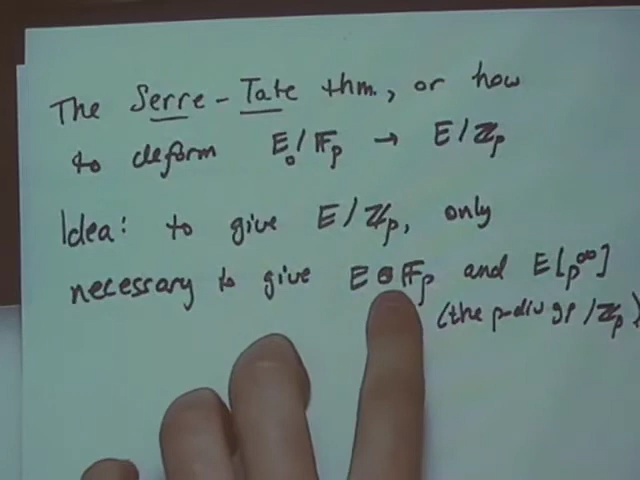 The Serre-Tate thm., or how
to deform E₀/𝔽p → E/ℤp
Idea: to give E/ℤp, only
necessary to give E⊗𝔽p and E[p^∞]
(the p-div gp/ℤp)